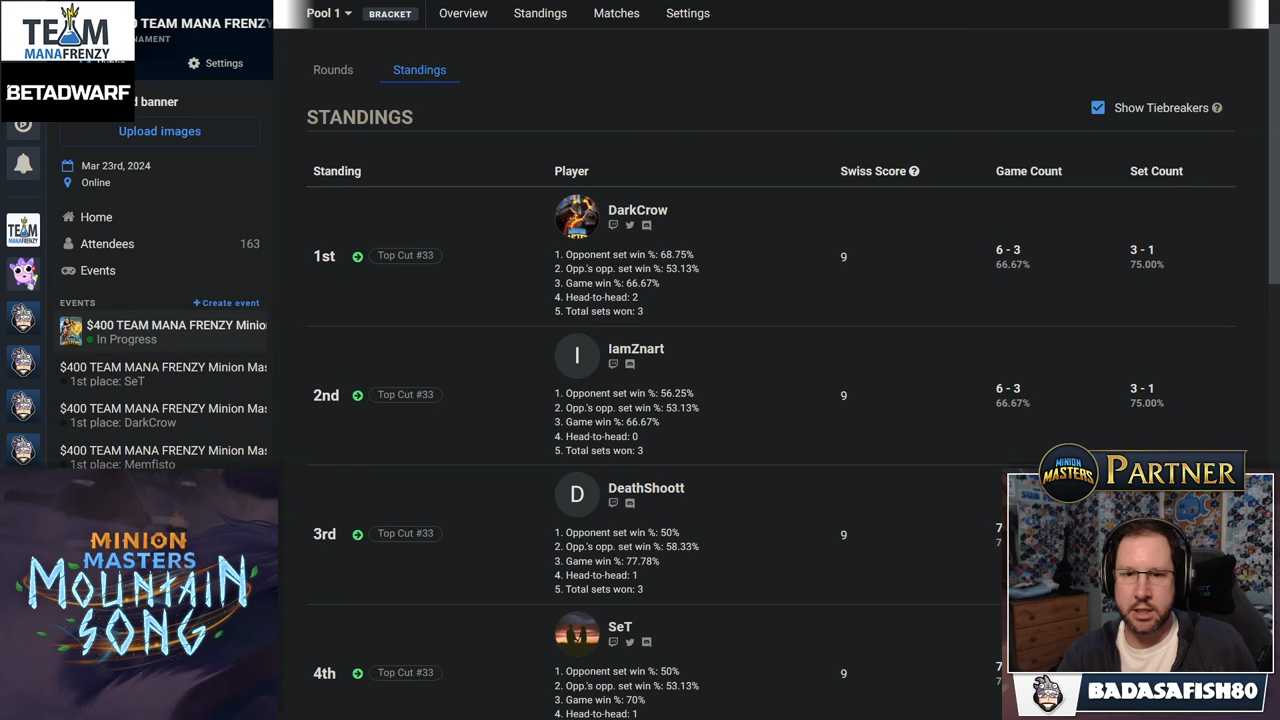 TEAM
MANAFRENZY
BETADWARF
0 TEAM MANA FRENZY
NAMENT
Settings
d banner
Upload images
Mar 23rd, 2024
Online
Home
Attendees 163
Events
EVENTS +Create event
$400 TEAM MANA FRENZY Minio
In Progress
$400 TEAM MANA FRENZY Minion Mas
1st place: SeT
$400 TEAM MANA FRENZY Minion Mas
1st place: DarkCrow
$400 TEAM MANA FRENZY Minion Mas
1st place: Memfisto
MINION
MASTERS
MOUNTAIN
SONG
Pool 1 BRACKET Overview Standings Matches Settings
Rounds Standings
STANDINGS
Show Tiebreakers
Standing Player Swiss Score Game Count Set Count
DarkCrow
1st Top Cut #33
1. Opponent set win %: 68.75%
2. Opp.'s opp. set win %: 53.13%
3. Game win %: 66.67%
4. Head-to-head: 2
5. Total sets won: 3
9
6 - 3
66.67%
3 - 1
75.00%
I
IamZnart
2nd Top Cut #33
1. Opponent set win %: 56.25%
2. Opp.'s opp. set win %: 53.13%
3. Game win %: 66.67%
4. Head-to-head: 0
5. Total sets won: 3
9
6 - 3
66.67%
3 - 1
75.00%
D
DeathShoott
3rd Top Cut #33
1. Opponent set win %: 50%
2. Opp.'s opp. set win %: 58.33%
3. Game win %: 77.78%
4. Head-to-head: 1
5. Total sets won: 3
9
7
7
SeT
4th Top Cut #33
1. Opponent set win %: 50%
2. Opp.'s opp. set win %: 53.13%
3. Game win %: 70%
4. Head-to-head: 1
9
7
7
MINION
MASTERS
PARTNER
BADASAFISH80